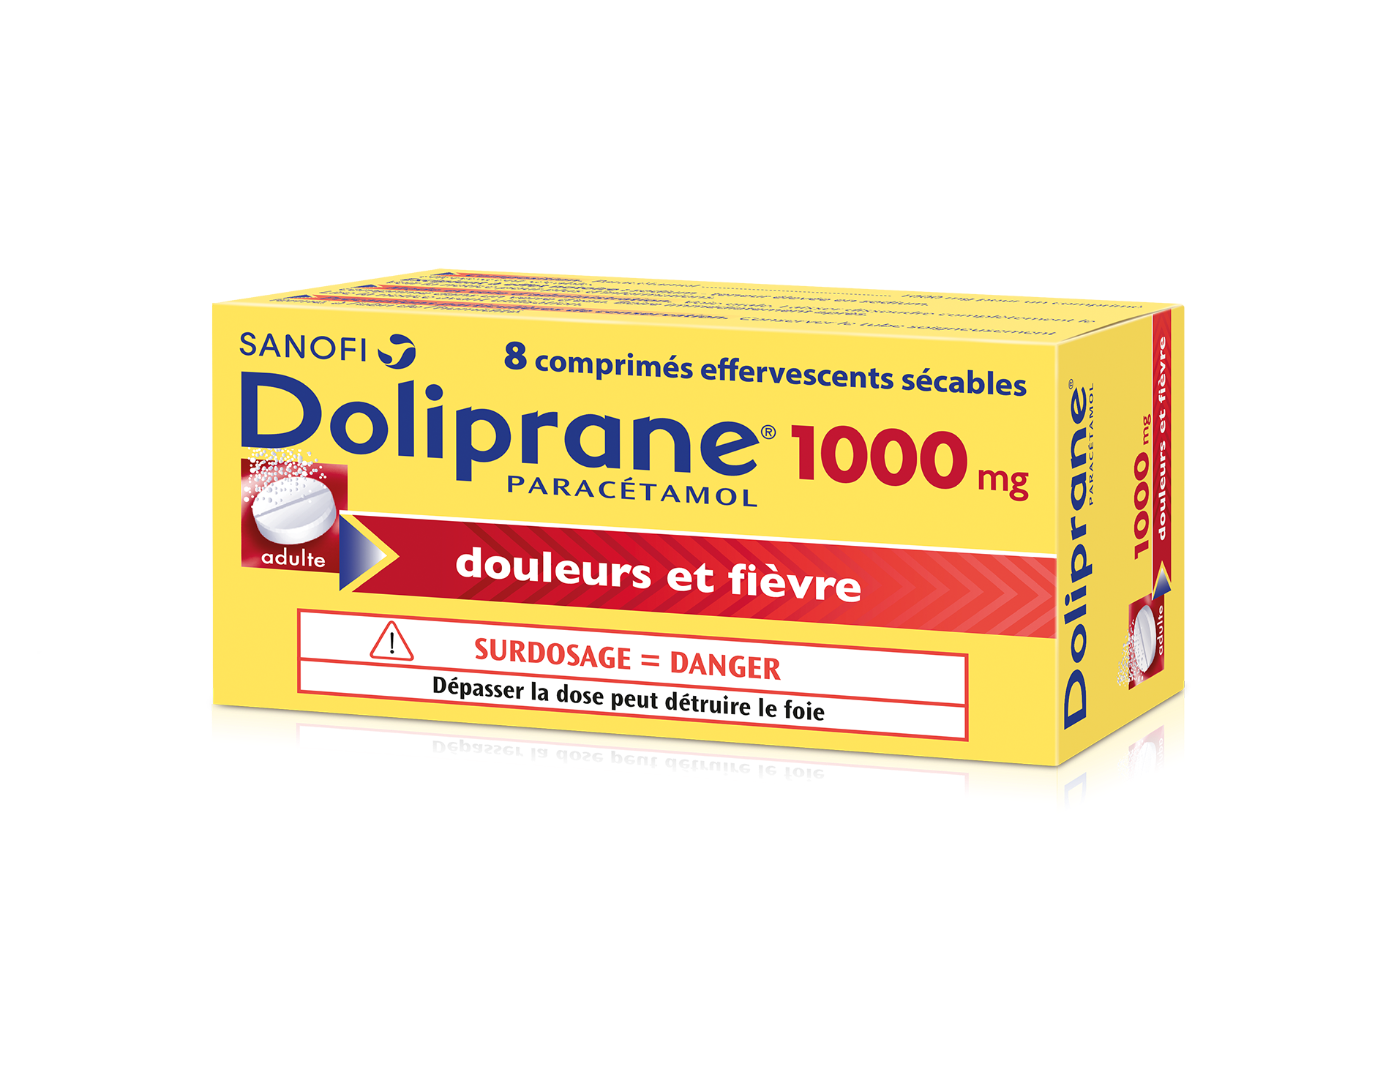 SANOFI
8 comprimés effervescents sécables
Doliprane® 1000 mg
PARACÉTAMOL
adulte
douleurs et fièvre
SURDOSAGE = DANGER
Dépasser la dose peut détruire le foie
Doliprane®
PARACÉTAMOL
1000 mg
douleurs et fièvre
adulte